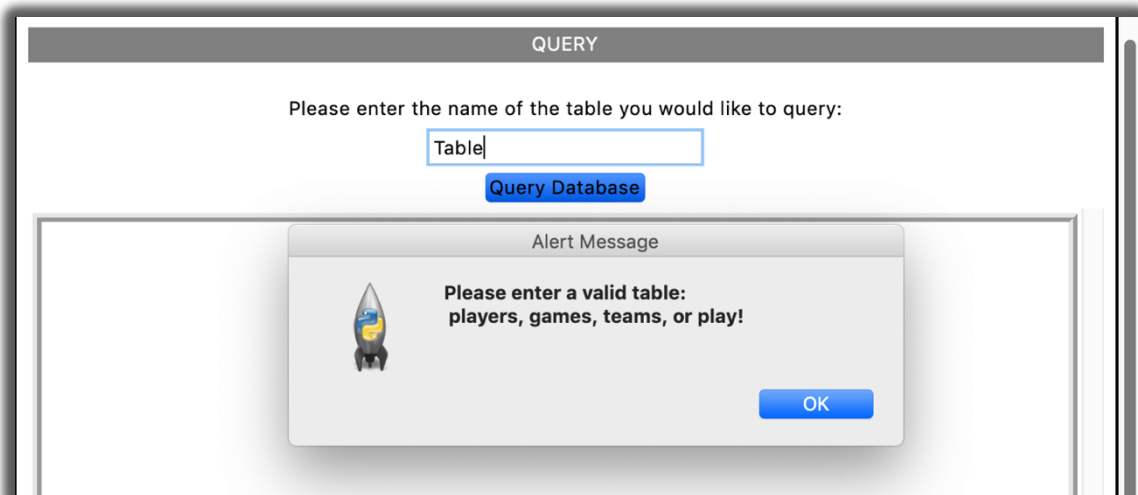 QUERY
Please enter the name of the table you would like to query:
Table
Query Database
Alert Message
Please enter a valid table:
players, games, teams, or play!
OK